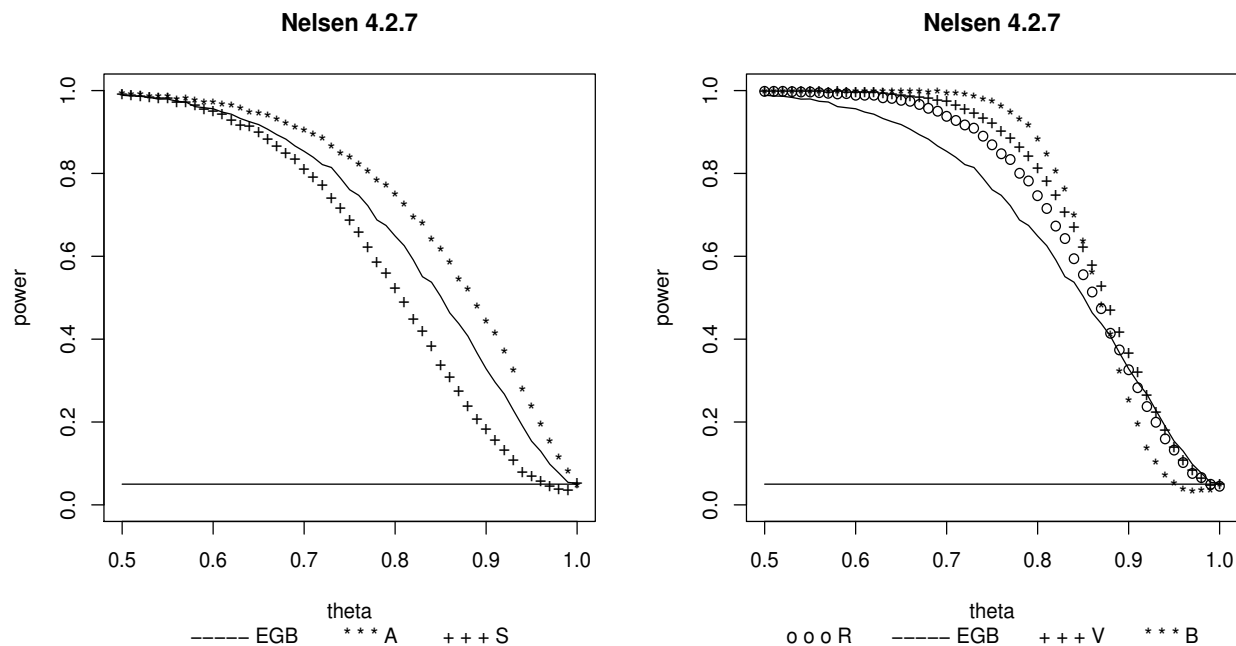 Nelsen 4.2.7
power
0.0 0.2 0.4 0.6 0.8 1.0
0.5 0.6 0.7 0.8 0.9 1.0
theta
----- EGB * * * A + + + S
Nelsen 4.2.7
power
0.0 0.2 0.4 0.6 0.8 1.0
0.5 0.6 0.7 0.8 0.9 1.0
theta
o o o R ----- EGB + + + V * * * B